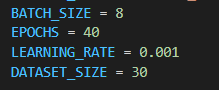 BATCH_SIZE = 8
EPOCHS = 40
LEARNING_RATE = 0.001
DATASET_SIZE = 30